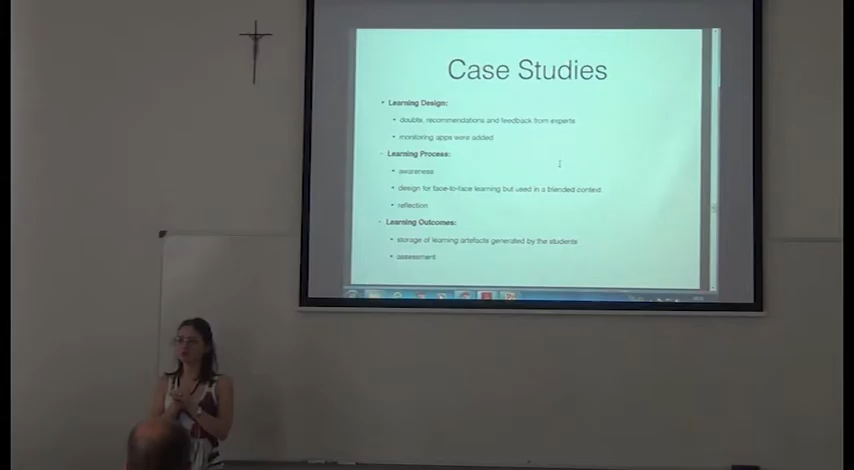 Case Studies
• Learning Design:
• doubts, recommendations and feedback from experts
• monitoring apps were added
• Learning Process:
• awareness
• design for face-to-face learning but used in a blended context
• reflection
• Learning Outcomes:
• storage of learning artefacts generated by the students
• assessment